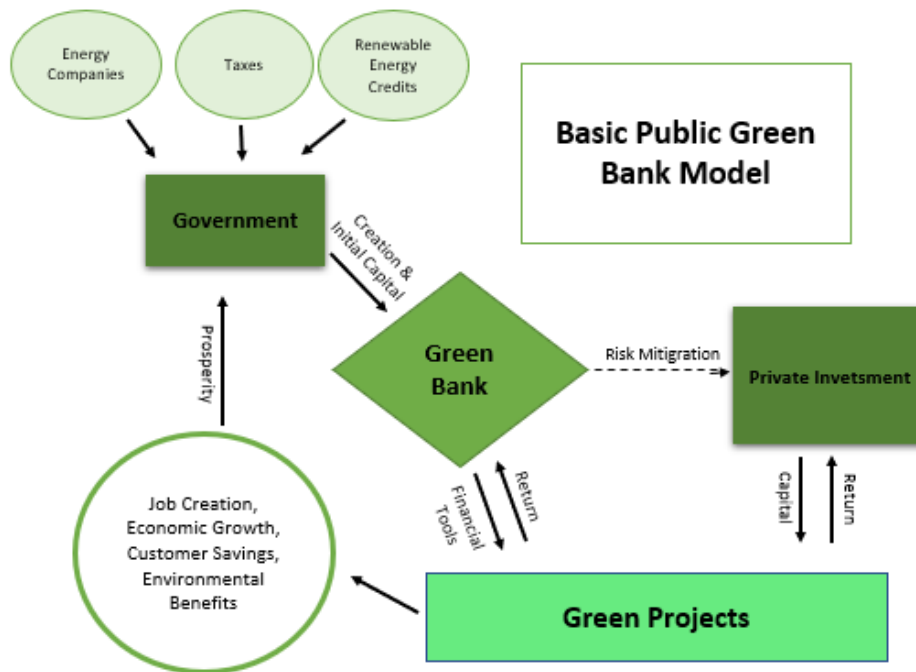 Energy
Companies
Taxes
Renewable
Energy
Credits
Basic Public Green
Bank Model
Government
Creation &
Initial Capital
Green
Bank
Risk Mitigration
Private Invetsment
Prosperity
Job Creation,
Economic Growth,
Customer Savings,
Environmental
Benefits
Financial
Tools
Return
Capital
Return
Green Projects